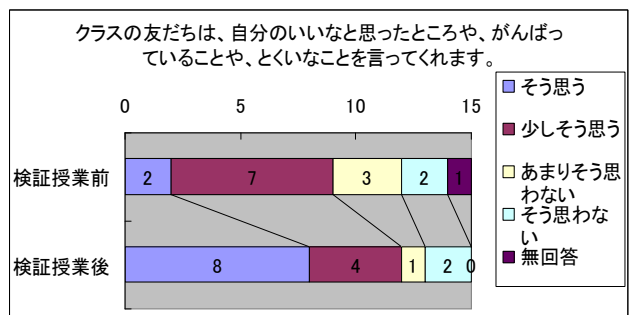 クラスの友だちは、自分のいいなと思ったところや、がんばっ
ていることや、とくいなことを言ってくれます。
0 5 10 15
検証授業前 2 7 3 2 1
検証授業後 8 4 1 2 0
そう思う
少しそう思う
あまりそう思
わない
そう思わな
い
無回答